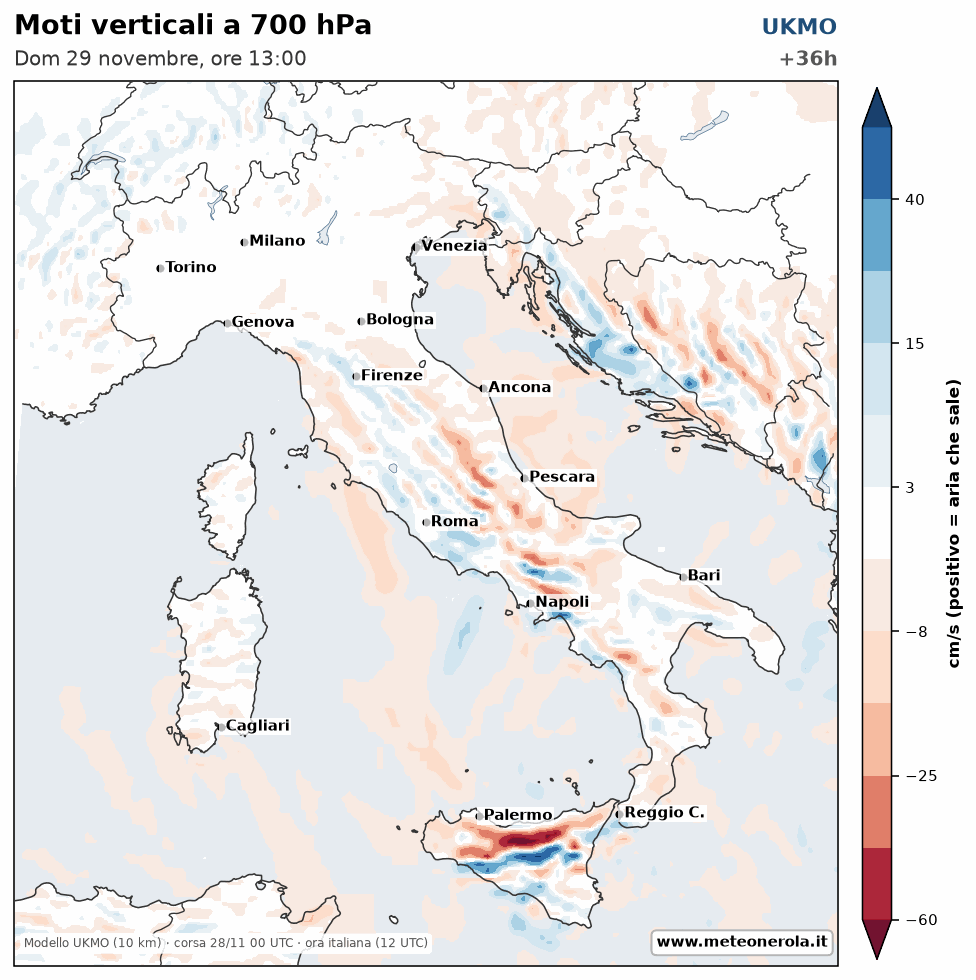 Moti verticali a 700 hPa
UKMO
Dom 29 novembre, ore 13:00
+36h
Milano
Venezia
Torino
Genova
Bologna
Firenze
Ancona
Pescara
Roma
Bari
Napoli
Cagliari
Palermo
Reggio C.
40
15
3
−8
−25
−60
cm/s (positivo = aria che sale)
Modello UKMO (10 km) · corsa 28/11 00 UTC · ora italiana (12 UTC)
www.meteonerola.it